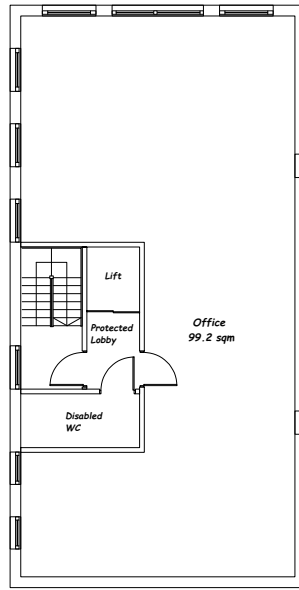 Lift
Protected
Lobby
Office
99.2 sqm
Disabled
WC